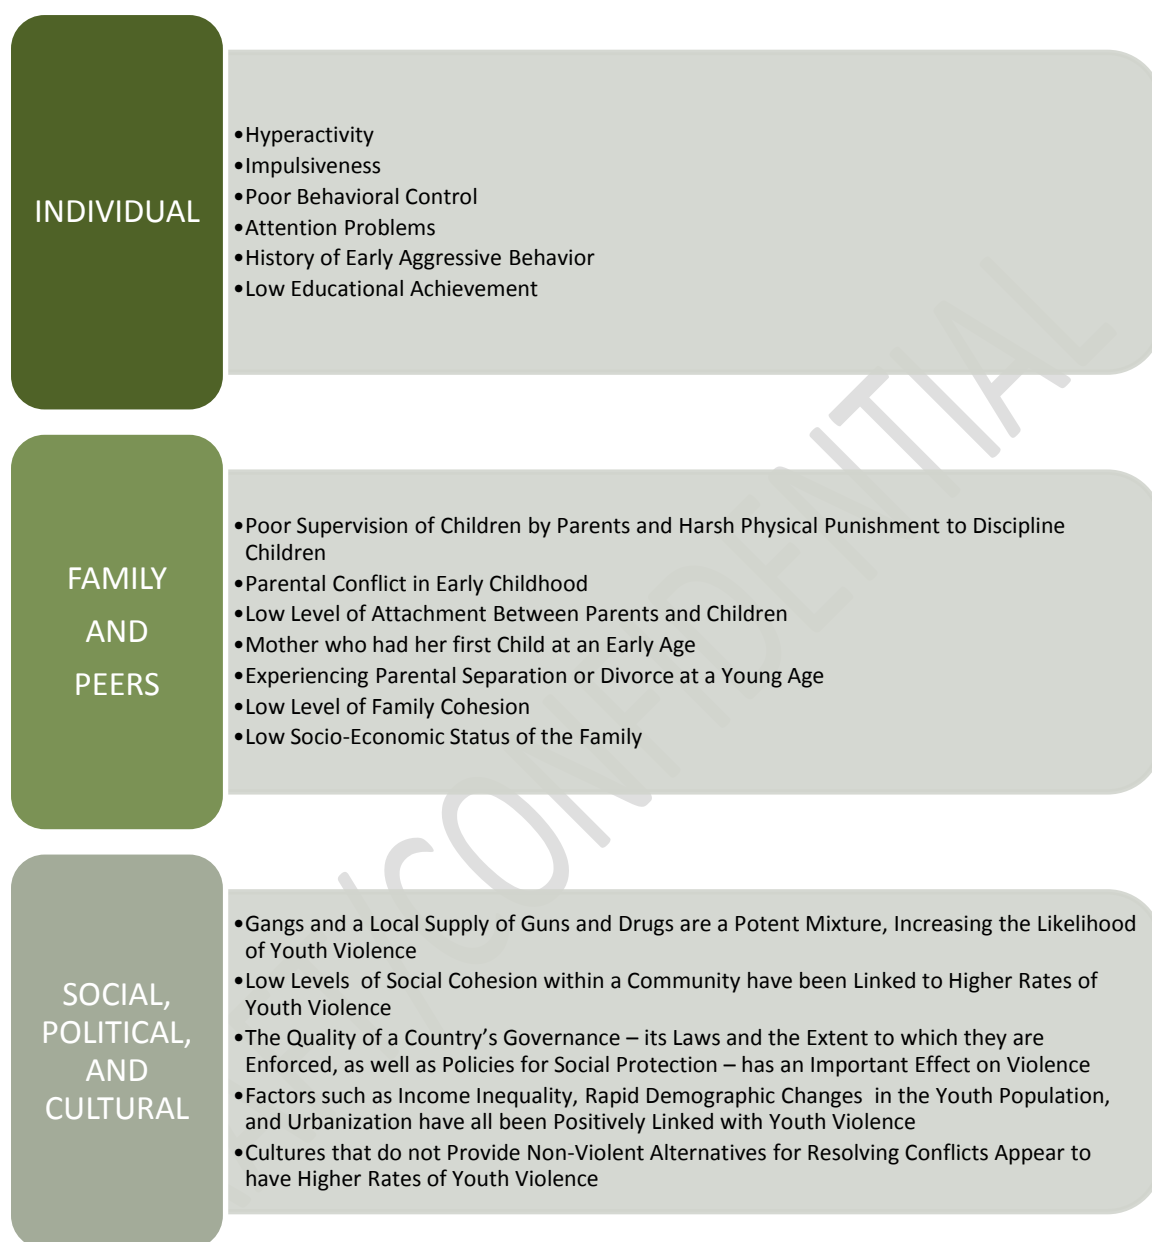 INDIVIDUAL
•Hyperactivity
•Impulsiveness
•Poor Behavioral Control
•Attention Problems
•History of Early Aggressive Behavior
•Low Educational Achievement
FAMILY
AND
PEERS
•Poor Supervision of Children by Parents and Harsh Physical Punishment to Discipline
Children
•Parental Conflict in Early Childhood
•Low Level of Attachment Between Parents and Children
•Mother who had her first Child at an Early Age
•Experiencing Parental Separation or Divorce at a Young Age
•Low Level of Family Cohesion
•Low Socio-Economic Status of the Family
SOCIAL,
POLITICAL,
AND
CULTURAL
•Gangs and a Local Supply of Guns and Drugs are a Potent Mixture, Increasing the Likelihood
of Youth Violence
•Low Levels  of Social Cohesion within a Community have been Linked to Higher Rates of
Youth Violence
•The Quality of a Country’s Governance – its Laws and the Extent to which they are
Enforced, as well as Policies for Social Protection – has an Important Effect on Violence
•Factors such as Income Inequality, Rapid Demographic Changes  in the Youth Population,
and Urbanization have all been Positively Linked with Youth Violence
•Cultures that do not Provide Non-Violent Alternatives for Resolving Conflicts Appear to
have Higher Rates of Youth Violence
/CONFIDENTIAL